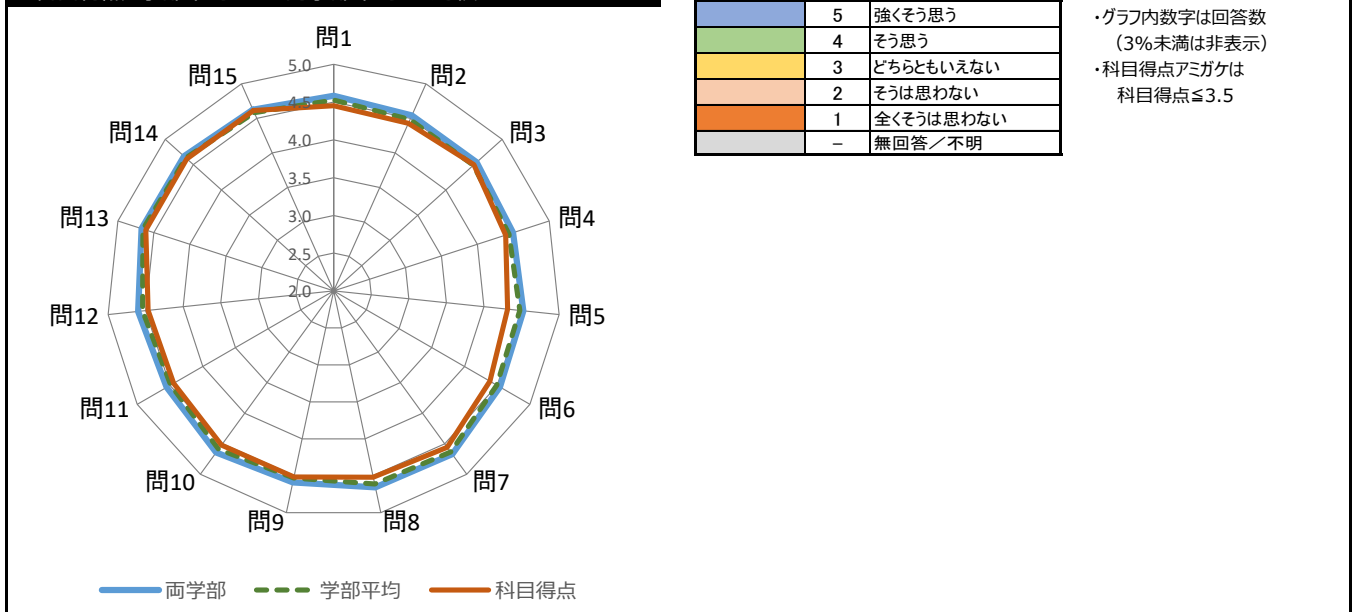 問1
問2
問3
問4
問5
問6
問7
問8
問9
問10
問11
問12
問13
問14
問15
5.0
4.5
4.0
3.5
3.0
2.5
2.0
両学部
学部平均
科目得点
5 強くそう思う
4 そう思う
3 どちらともいえない
2 そうは思わない
1 全くそうは思わない
– 無回答／不明
・グラフ内数字は回答数
（3%未満は非表示）
・科目得点アミガケは
科目得点≦3.5